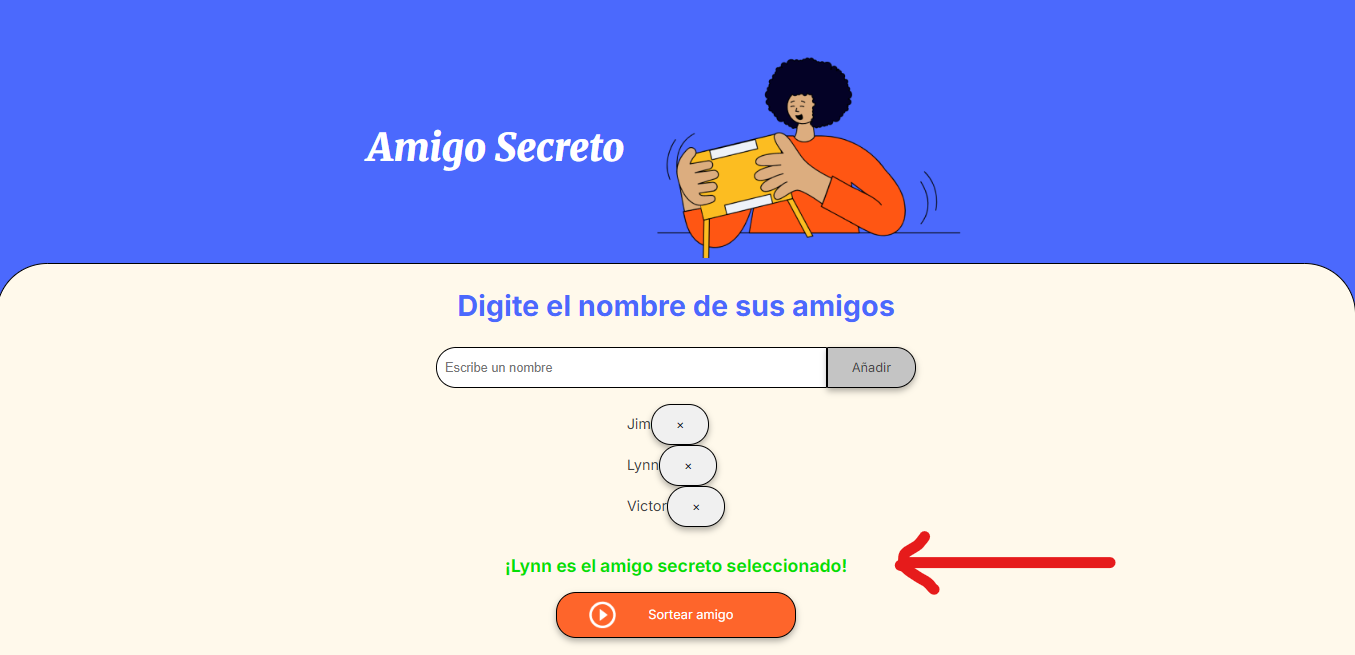 Amigo Secreto
Digite el nombre de sus amigos
Escribe un nombre Añadir
Jim ×
Lynn ×
Victor ×
¡Lynn es el amigo secreto seleccionado!
Sortear amigo